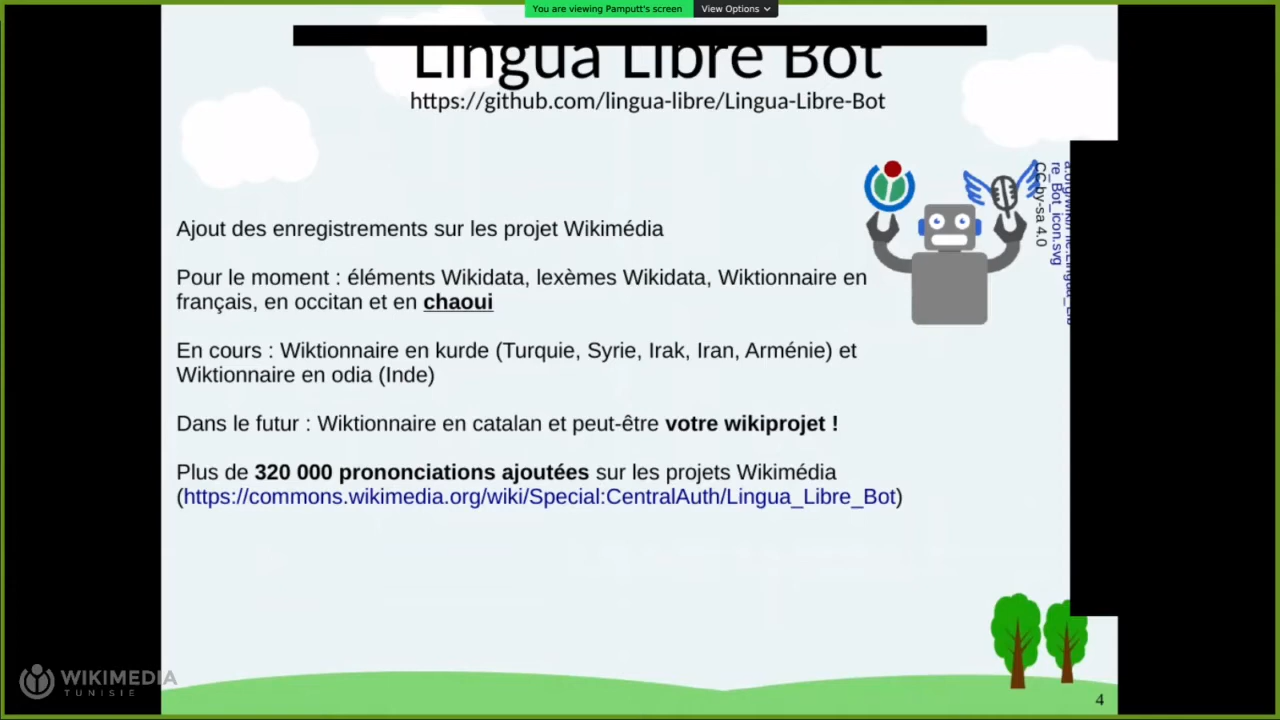 You are viewing Pamputt's screen View Options
Lingua Libre Bot
https://github.com/lingua-libre/Lingua-Libre-Bot
re_Bot_icon.svg
CC by-sa 4.0
Ajout des enregistrements sur les projet Wikimédia
Pour le moment : éléments Wikidata, lexèmes Wikidata, Wiktionnaire en
français, en occitan et en chaoui
En cours : Wiktionnaire en kurde (Turquie, Syrie, Irak, Iran, Arménie) et
Wiktionnaire en odia (Inde)
Dans le futur : Wiktionnaire en catalan et peut-être votre wikiprojet !
Plus de 320 000 prononciations ajoutées sur les projets Wikimédia
(https://commons.wikimedia.org/wiki/Special:CentralAuth/Lingua_Libre_Bot)
WIKIMEDIA
TUNISIE
4